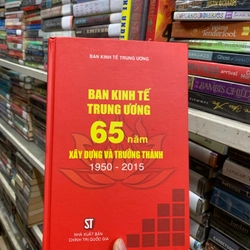 BAN KINH TẾ TRUNG ƯƠNG
BAN KINH TẾ
TRUNG ƯƠNG
65 năm
XÂY DỰNG VÀ TRƯỞNG THÀNH
1950 - 2015
ST
NHÀ XUẤT BẢN
CHÍNH TRỊ QUỐC GIA